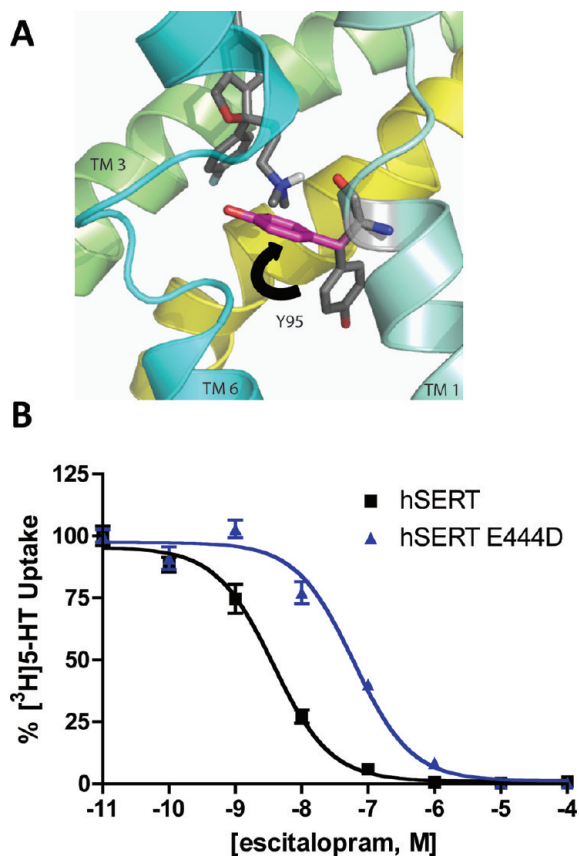 A
TM 3
Y95
TM 6
TM 1
B
125
100
75
50
25
0
% [³H]5-HT Uptake
hSERT
hSERT E444D
-11 -10 -9 -8 -7 -6 -5 -4
[escitalopram, M]